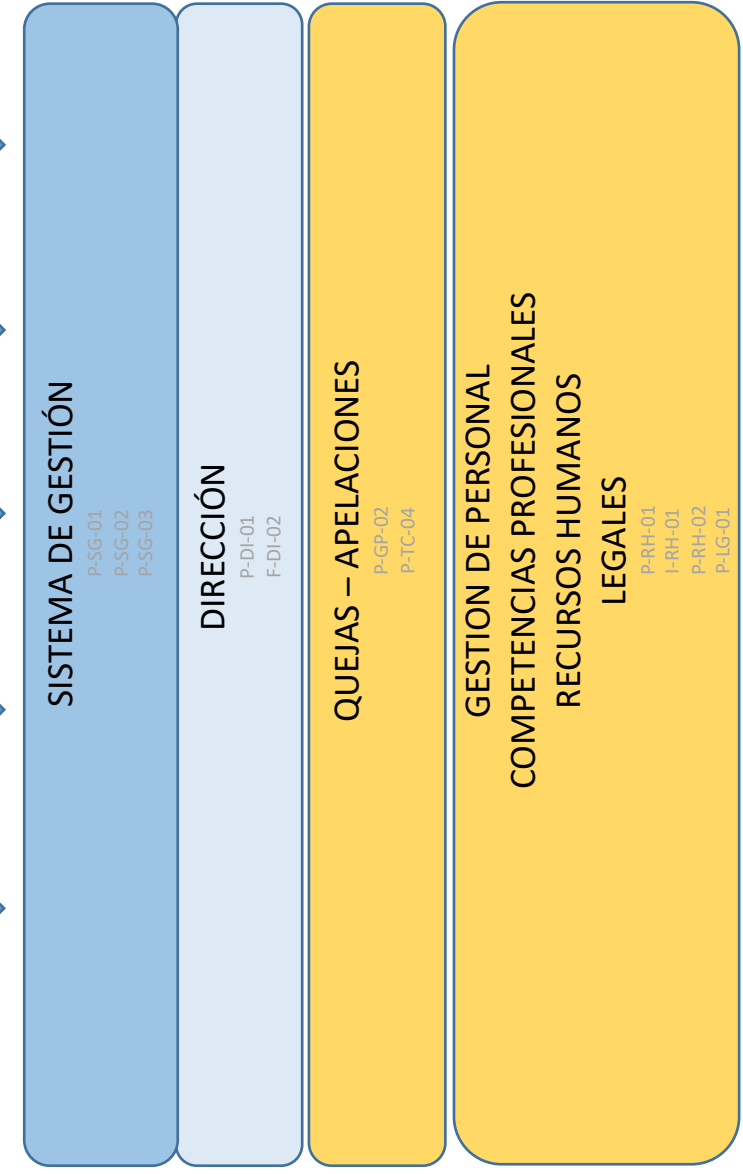 SISTEMA DE GESTIÓN
P-SG-01
P-SG-02
P-SG-03
DIRECCIÓN
P-DI-01
F-DI-02
QUEJAS – APELACIONES
P-GP-02
P-TC-04
GESTION DE PERSONAL
COMPETENCIAS PROFESIONALES
RECURSOS HUMANOS
LEGALES
P-RH-01
I-RH-01
P-RH-02
P-LG-01